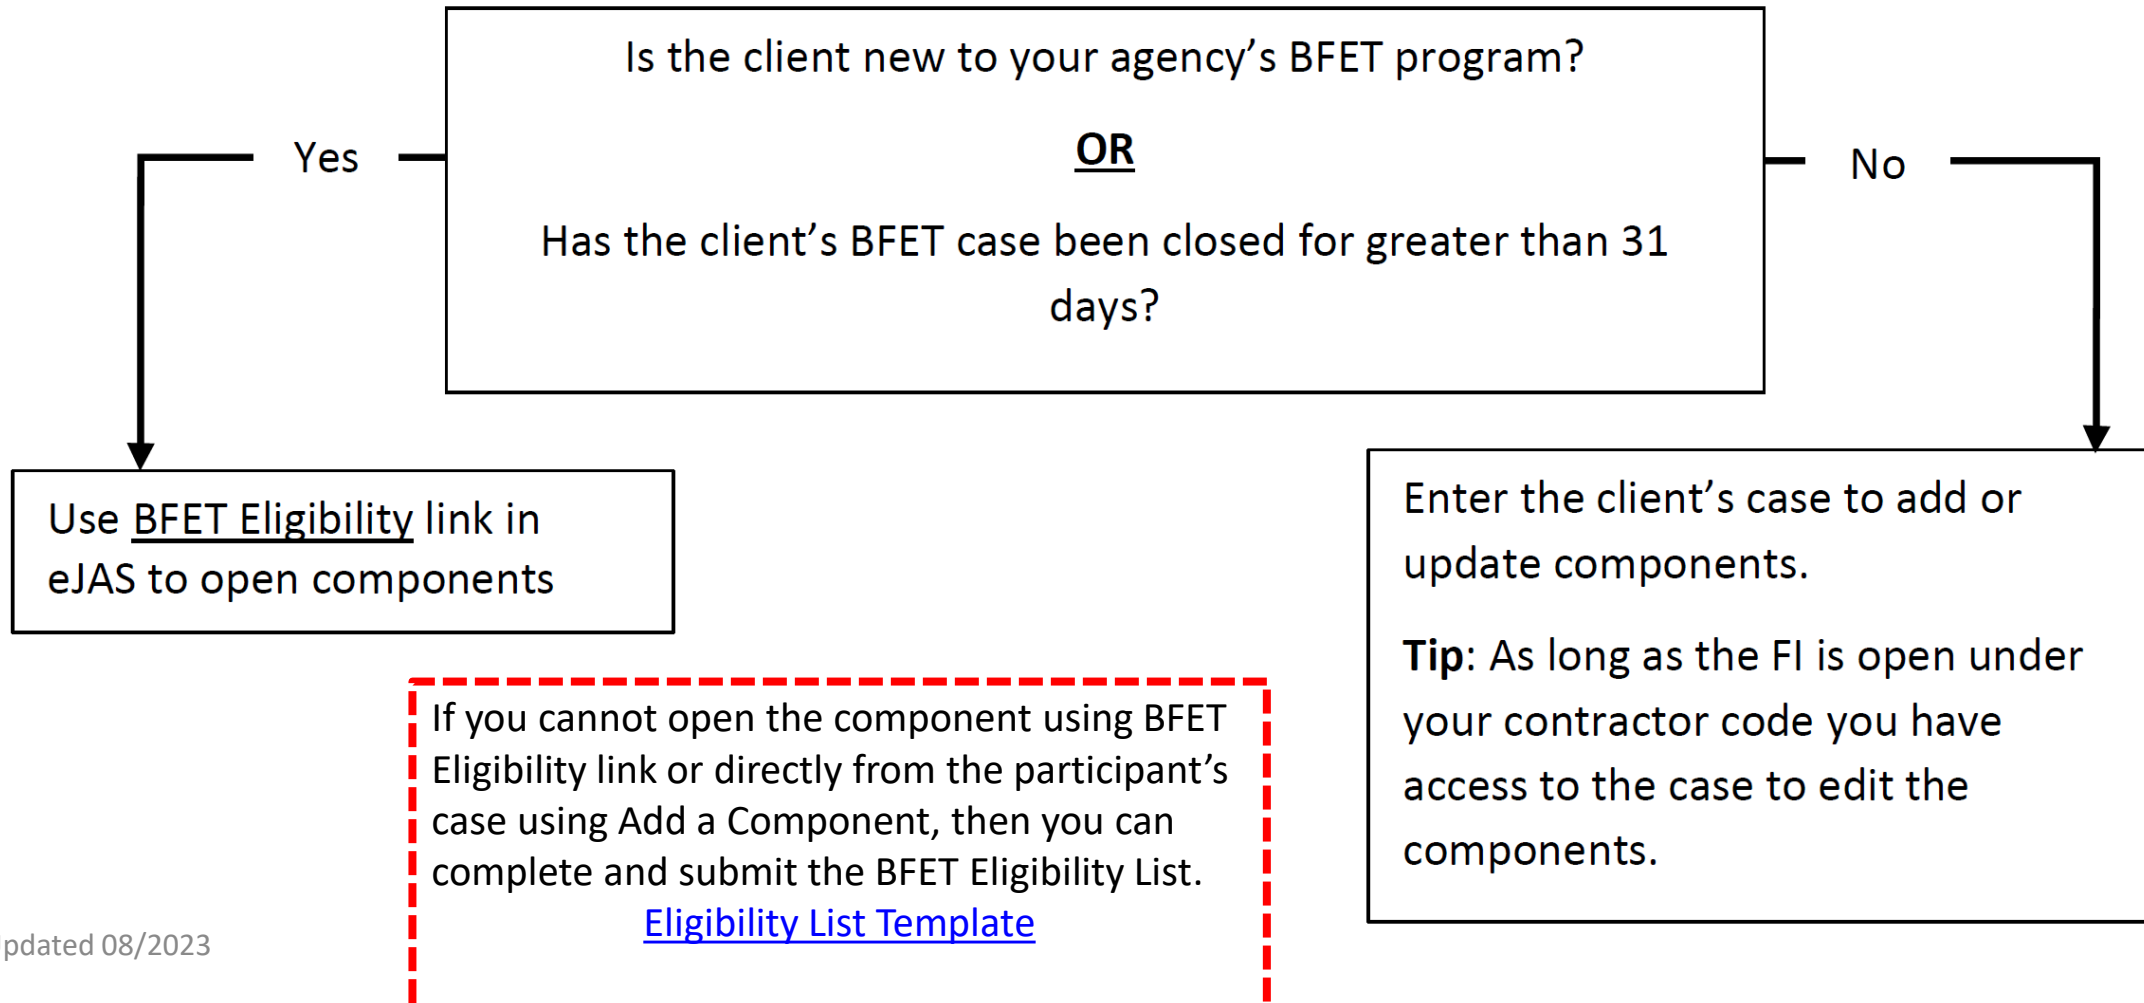 Is the client new to your agency’s BFET program?
OR
Has the client’s BFET case been closed for greater than 31
days?
Yes
No
Use BFET Eligibility link in
eJAS to open components
Enter the client’s case to add or
update components.
Tip: As long as the FI is open under
your contractor code you have
access to the case to edit the
components.
If you cannot open the component using BFET
Eligibility link or directly from the participant’s
case using Add a Component, then you can
complete and submit the BFET Eligibility List.
Eligibility List Template
pdated 08/2023